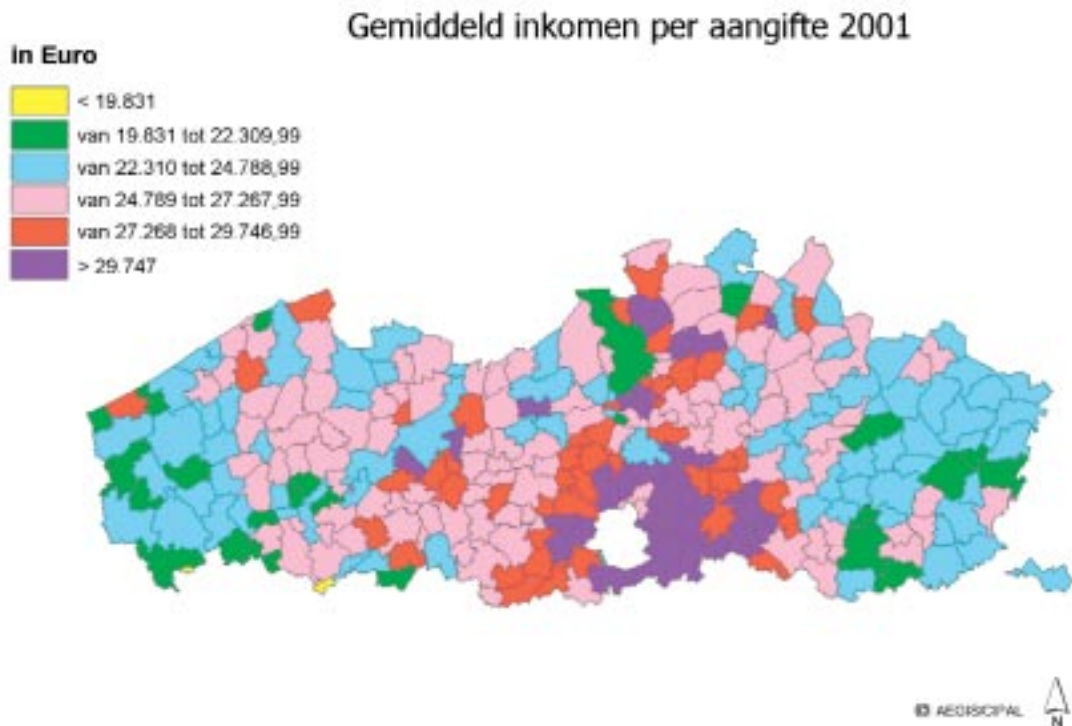 Gemiddeld inkomen per aangifte 2001
in Euro
< 19.831
van 19.831 tot 22.309,99
van 22.310 tot 24.788,99
van 24.789 tot 27.267,99
van 27.268 tot 29.746,99
> 29.747
N